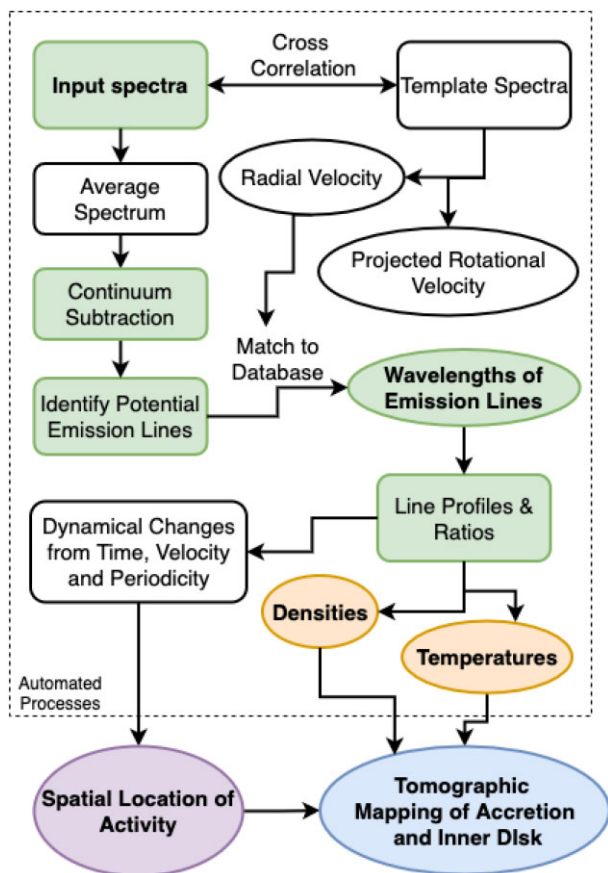 Cross
Correlation
Input spectra
Template Spectra
Average
Spectrum
Radial Velocity
Projected Rotational
Velocity
Continuum
Subtraction
Match to
Database
Identify Potential
Emission Lines
Wavelengths of
Emission Lines
Line Profiles &
Ratios
Dynamical Changes
from Time, Velocity
and Periodicity
Densities
Temperatures
Automated
Processes
Spatial Location of
Activity
Tomographic
Mapping of Accretion
and Inner DIsk